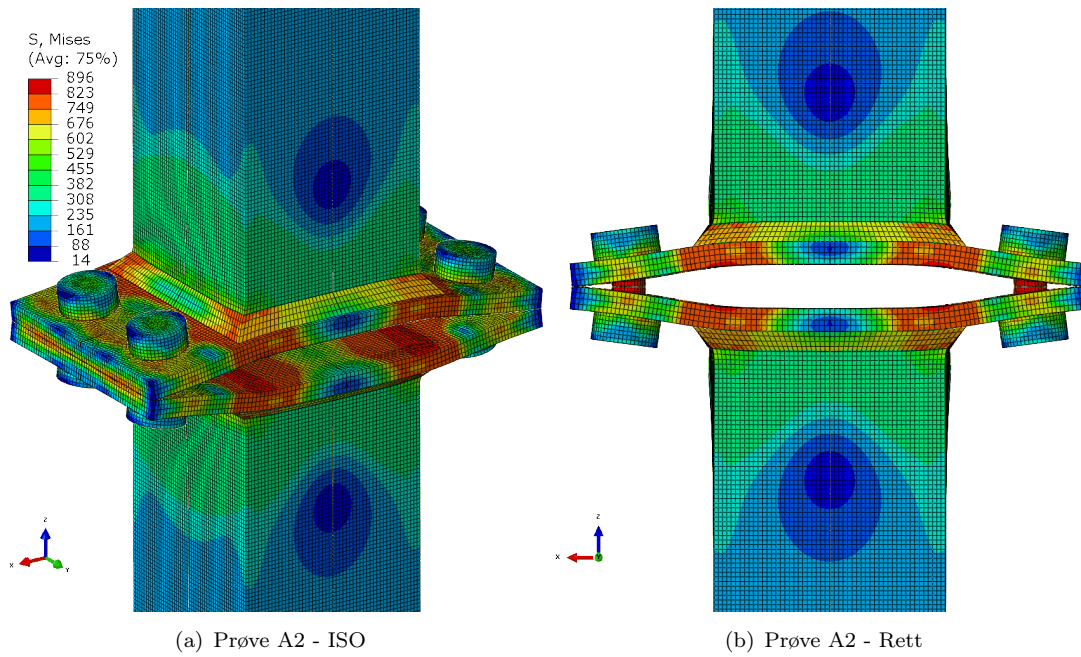 S, Mises
(Avg: 75%)
896
823
749
676
602
529
455
382
308
235
161
88
14
Z
X
Y
Z
X
Y
(a) Prøve A2 - ISO
(b) Prøve A2 - Rett